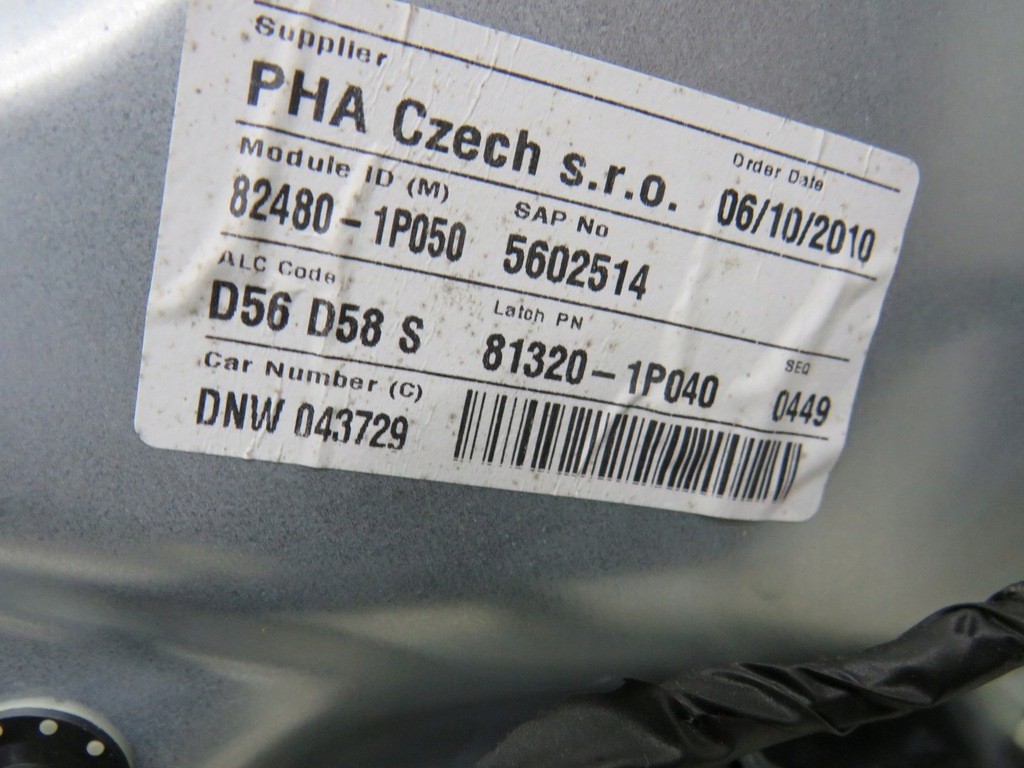 Supplier
PHA Czech s.r.o.
Order Date
06/10/2010
Module ID (M)
82480-1P050
SAP No
5602514
ALC Code
D56 D58 S
Latch PN
81320-1P040
SEQ
0449
Car Number (C)
DNW 043729